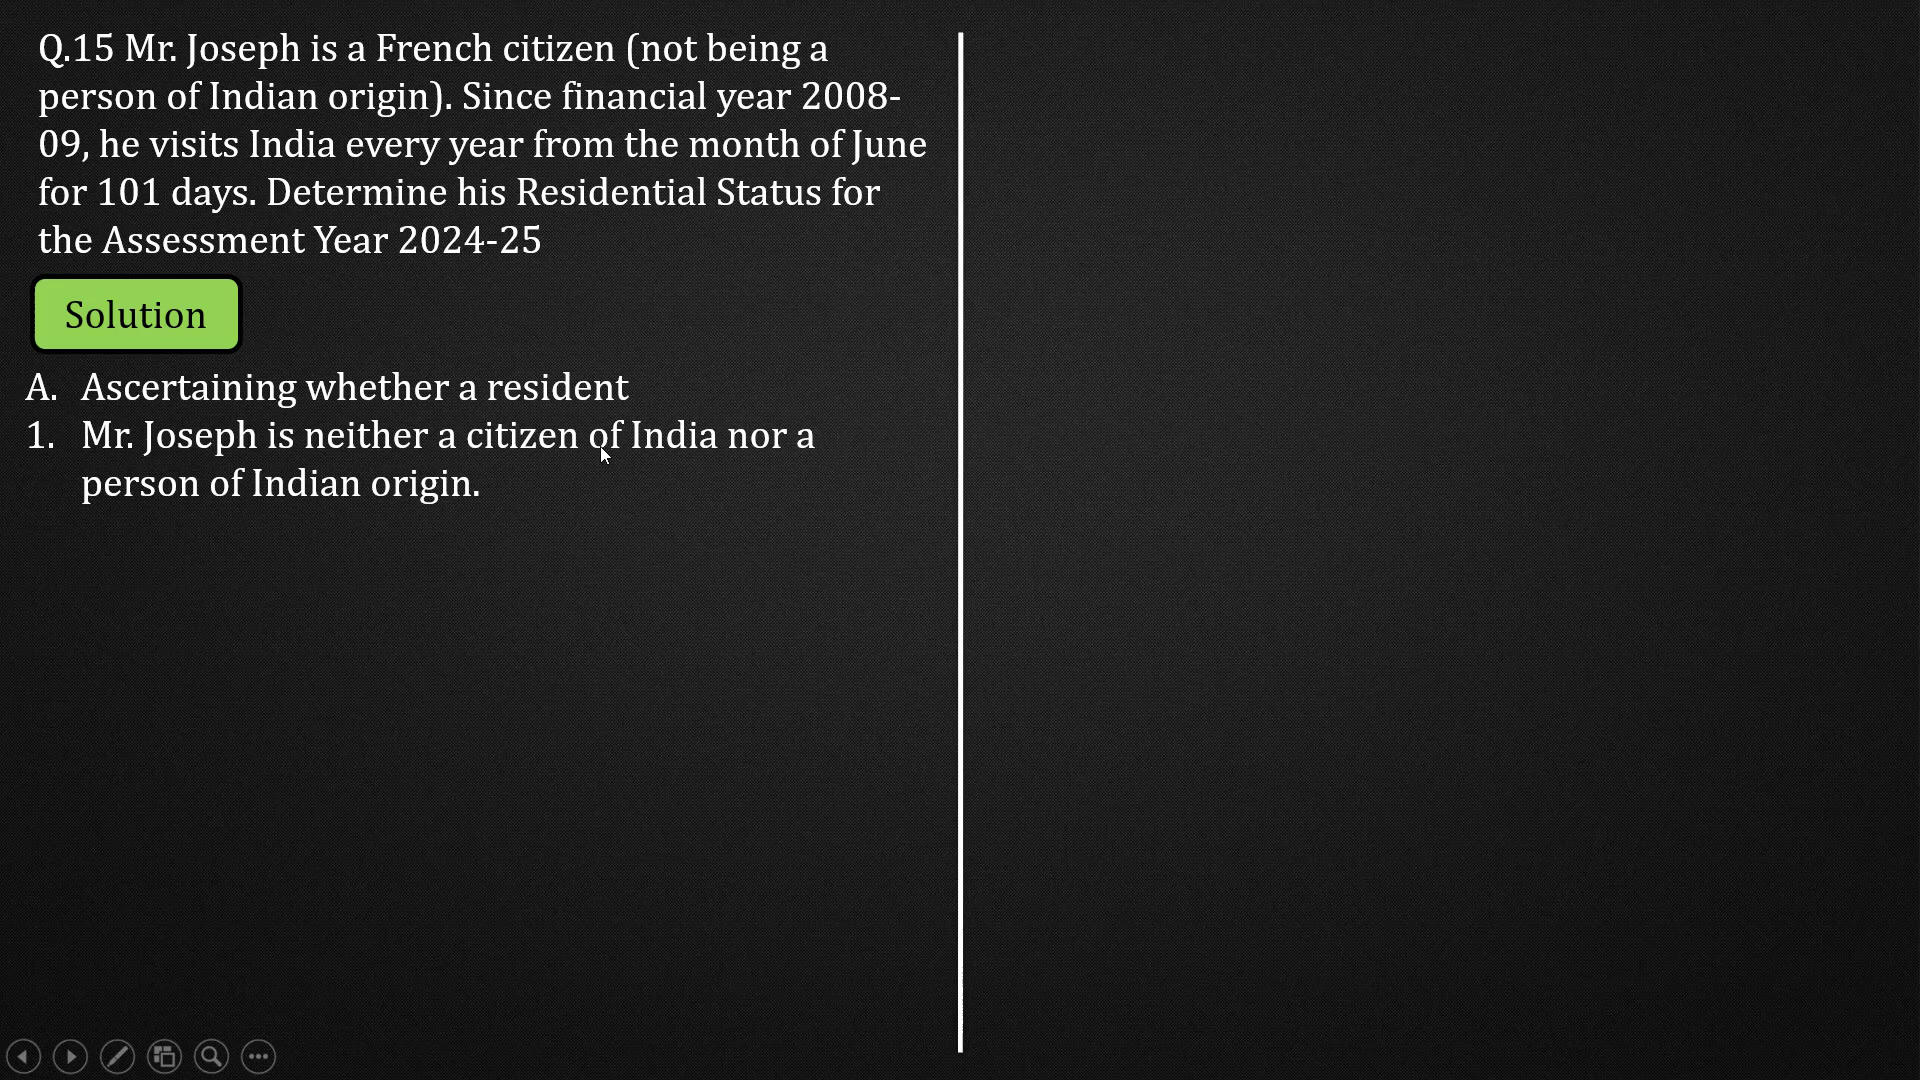 Q.15 Mr. Joseph is a French citizen (not being a
person of Indian origin). Since financial year 2008-
09, he visits India every year from the month of June
for 101 days. Determine his Residential Status for
the Assessment Year 2024-25
Solution
A. Ascertaining whether a resident
1. Mr. Joseph is neither a citizen of India nor a
person of Indian origin.